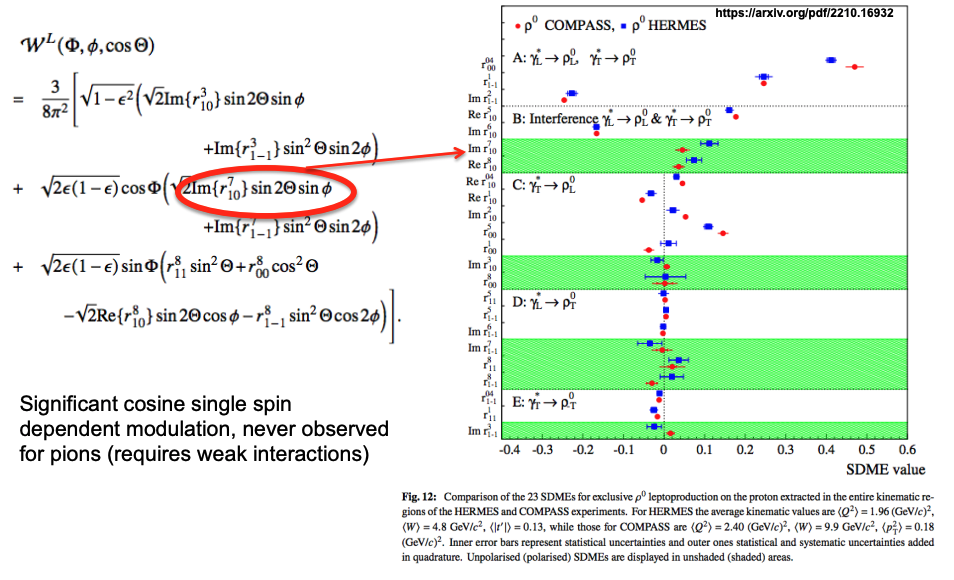 https://arxiv.org/pdf/2210.16932
𝒲^L(Φ, ϕ, cos Θ)
= 3/8π² [ √1−ϵ² ( √2Im{r³₁₀} sin 2Θ sin ϕ
+Im{r³₁₋₁} sin² Θ sin 2ϕ )
+ √2ϵ(1−ϵ) cos Φ ( √2Im{r⁷₁₀} sin 2Θ sin ϕ
+Im{r⁷₁₋₁} sin² Θ sin 2ϕ )
+ √2ϵ(1−ϵ) sin Φ ( r⁸₁₁ sin² Θ + r⁸₀₀ cos² Θ
−√2Re{r⁸₁₀} sin 2Θ cos ϕ − r⁸₁₋₁ sin² Θ cos 2ϕ ) ].
Significant cosine single spin
dependent modulation, never observed
for pions (requires weak interactions)
ρ⁰ COMPASS, ρ⁰ HERMES
A: γ*L → ρ⁰L, γ*T → ρ⁰T
r⁰⁴₀₀
r¹₁₋₁
Im r²₁₋₁
B: Interference γ*L → ρ⁰L & γ*T → ρ⁰T
Re r⁵₁₀
Im r⁶₁₀
Im r⁷₁₀
Re r⁸₁₀
C: γ*T → ρ⁰L
Re r⁰⁴₁₀
Re r¹₁₀
Im r²₁₀
r⁵₀₀
r¹₀₀
Im r³₁₀
r⁸₀₀
D: γ*L → ρ⁰T
r⁵₁₁
r⁵₁₋₁
Im r⁶₁₋₁
Im r⁷₁₋₁
r⁸₁₁
r⁸₁₋₁
E: γ*T → ρ⁰T
r⁰⁴₁₋₁
r¹₁₁
Im r³₁₋₁
-0.4 -0.3 -0.2 -0.1 0 0.1 0.2 0.3 0.4 0.5 0.6
SDME value
Fig. 12: Comparison of the 23 SDMEs for exclusive ρ⁰ leptoproduction on the proton extracted in the entire kinematic re-
gions of the HERMES and COMPASS experiments. For HERMES the average kinematic values are ⟨Q²⟩ = 1.96 (GeV/c)²,
⟨W⟩ = 4.8 GeV/c², ⟨|t′|⟩ = 0.13, while those for COMPASS are ⟨Q²⟩ = 2.40 (GeV/c)², ⟨W⟩ = 9.9 GeV/c², ⟨p²T⟩ = 0.18
(GeV/c)². Inner error bars represent statistical uncertainties and outer ones statistical and systematic uncertainties added
in quadrature. Unpolarised (polarised) SDMEs are displayed in unshaded (shaded) areas.